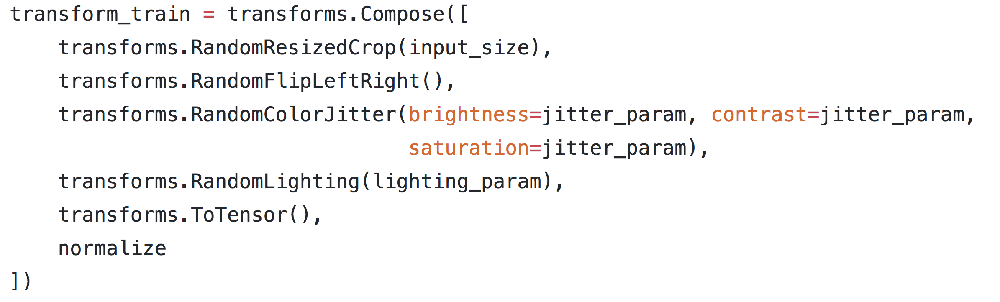 transform_train = transforms.Compose([
    transforms.RandomResizedCrop(input_size),
    transforms.RandomFlipLeftRight(),
    transforms.RandomColorJitter(brightness=jitter_param, contrast=jitter_param,
                                 saturation=jitter_param),
    transforms.RandomLighting(lighting_param),
    transforms.ToTensor(),
    normalize
])